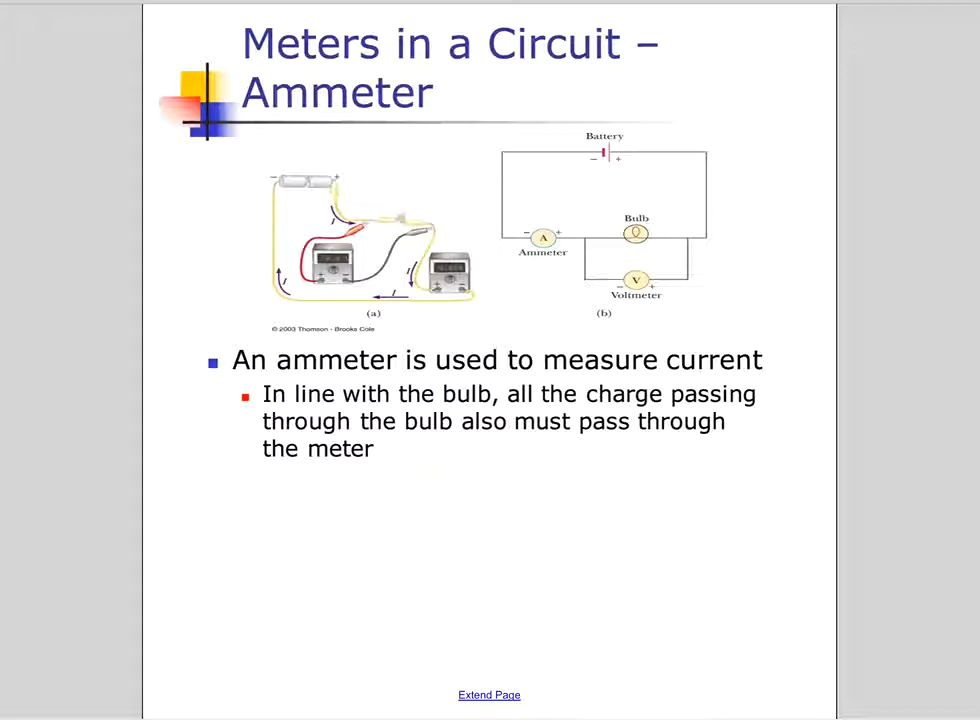 Meters in a Circuit –
Ammeter
Battery
− +
− +
I
Bulb
− +
A
Ammeter
I
I
I
V
− +
Voltmeter
(a)
(b)
© 2003 Thomson - Brooks Cole
An ammeter is used to measure current
In line with the bulb, all the charge passing
through the bulb also must pass through
the meter
Extend Page